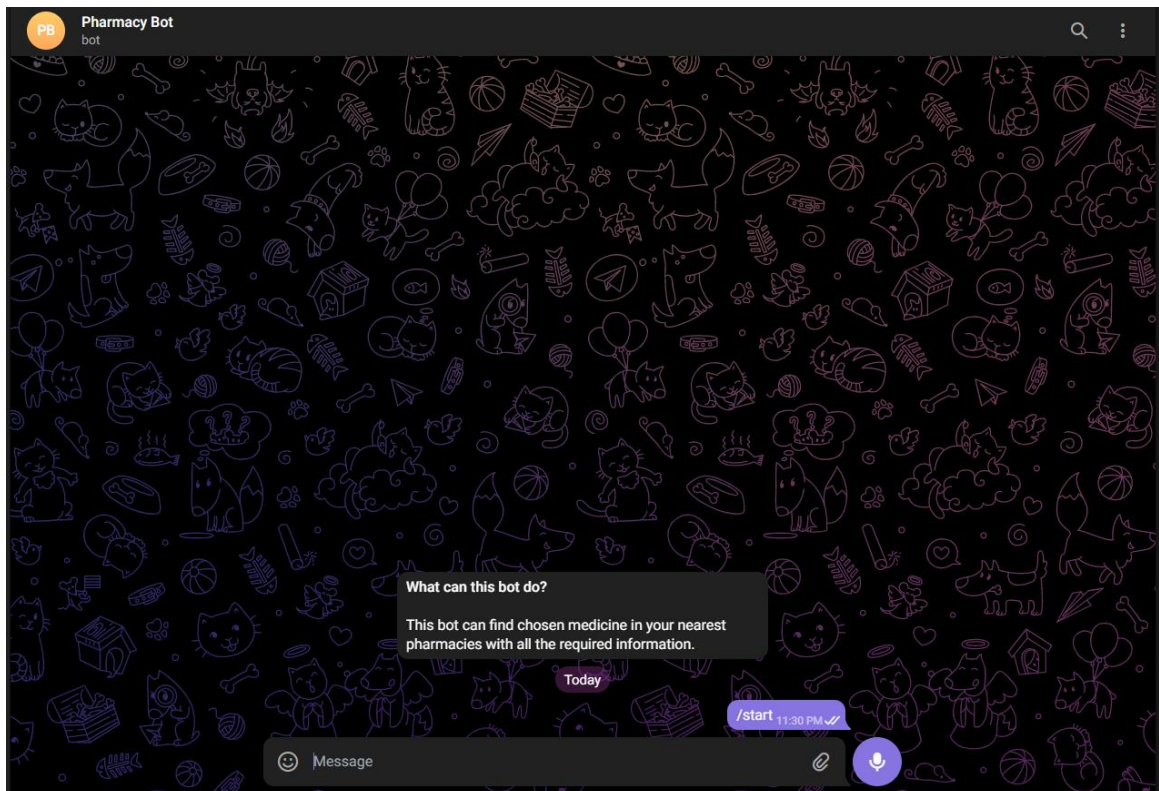 PB
Pharmacy Bot
bot
What can this bot do?
This bot can find chosen medicine in your nearest
pharmacies with all the required information.
Today
/start 11:30 PM
Message